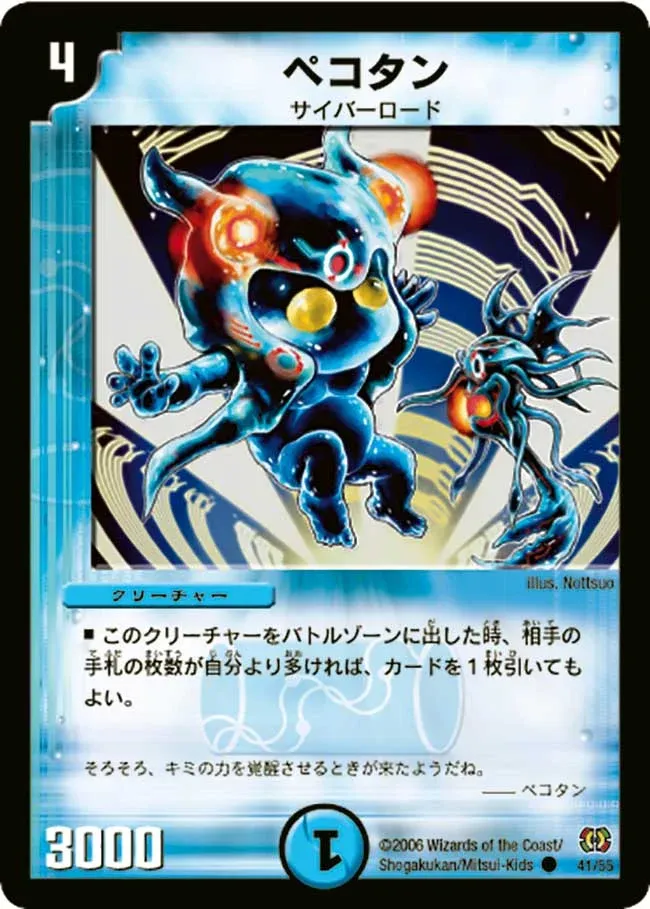 4
ペコタン
サイバーロード
illus. Nottsuo
クリーチャー
■ このクリーチャーをバトルゾーンに出した時、相手の
手札の枚数が自分より多ければ、カードを1枚引いても
よい。
そろそろ、キミの力を覚醒させるときが来たようだね。
—— ペコタン
3000
1
©2006 Wizards of the Coast/
Shogakukan/Mitsui-Kids ● 41/55